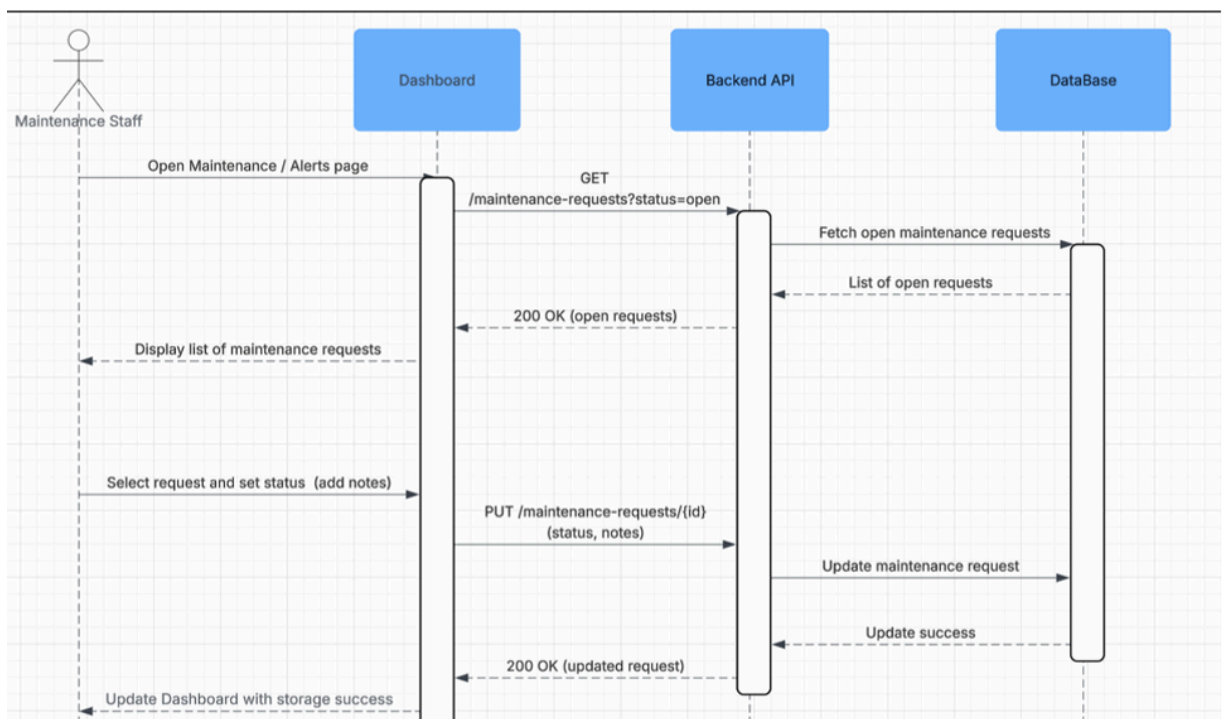 Maintenance Staff
Dashboard
Backend API
DataBase
Open Maintenance / Alerts page
GET
/maintenance-requests?status=open
Fetch open maintenance requests
List of open requests
200 OK (open requests)
Display list of maintenance requests
Select request and set status (add notes)
PUT /maintenance-requests/{id}
(status, notes)
Update maintenance request
Update success
200 OK (updated request)
Update Dashboard with storage success